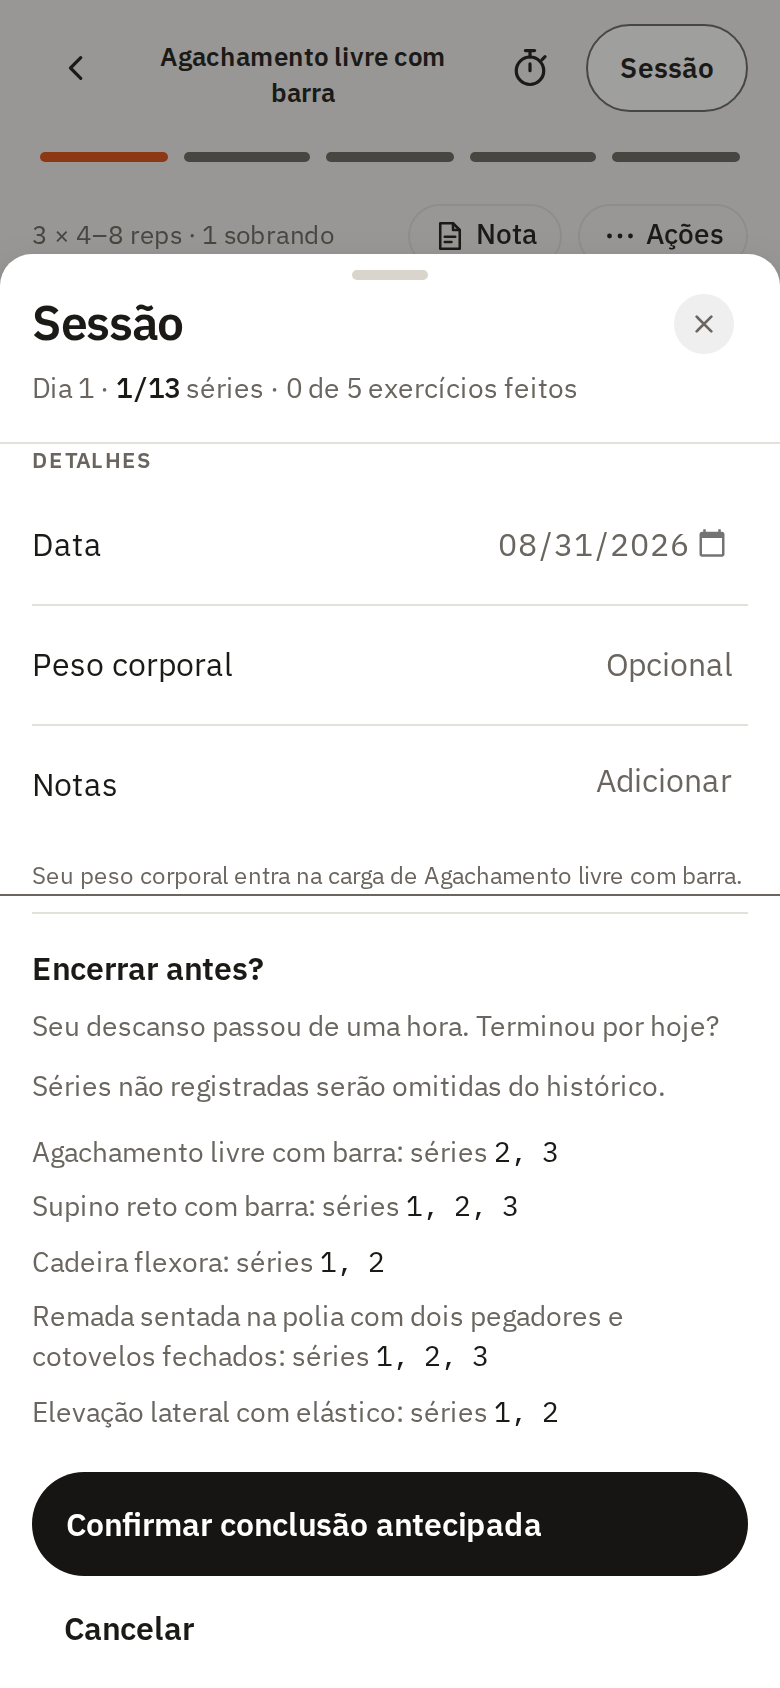 Agachamento livre com
barra
Sessão
3 × 4–8 reps · 1 sobrando
Nota
Ações
Sessão
Dia 1 · 1/13 séries · 0 de 5 exercícios feitos
DETALHES
Data
08/31/2026
Peso corporal
Opcional
Notas
Adicionar
Seu peso corporal entra na carga de Agachamento livre com barra.
Encerrar antes?
Seu descanso passou de uma hora. Terminou por hoje?
Séries não registradas serão omitidas do histórico.
Agachamento livre com barra: séries 2, 3
Supino reto com barra: séries 1, 2, 3
Cadeira flexora: séries 1, 2
Remada sentada na polia com dois pegadores e
cotovelos fechados: séries 1, 2, 3
Elevação lateral com elástico: séries 1, 2
Confirmar conclusão antecipada
Cancelar